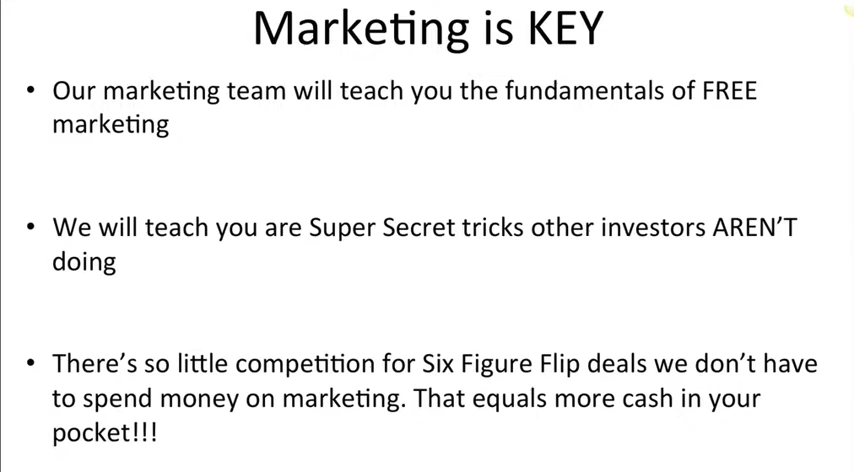 Marketing is KEY
• Our marketing team will teach you the fundamentals of FREE
marketing
• We will teach you are Super Secret tricks other investors AREN’T
doing
• There’s so little competition for Six Figure Flip deals we don’t have
to spend money on marketing. That equals more cash in your
pocket!!!